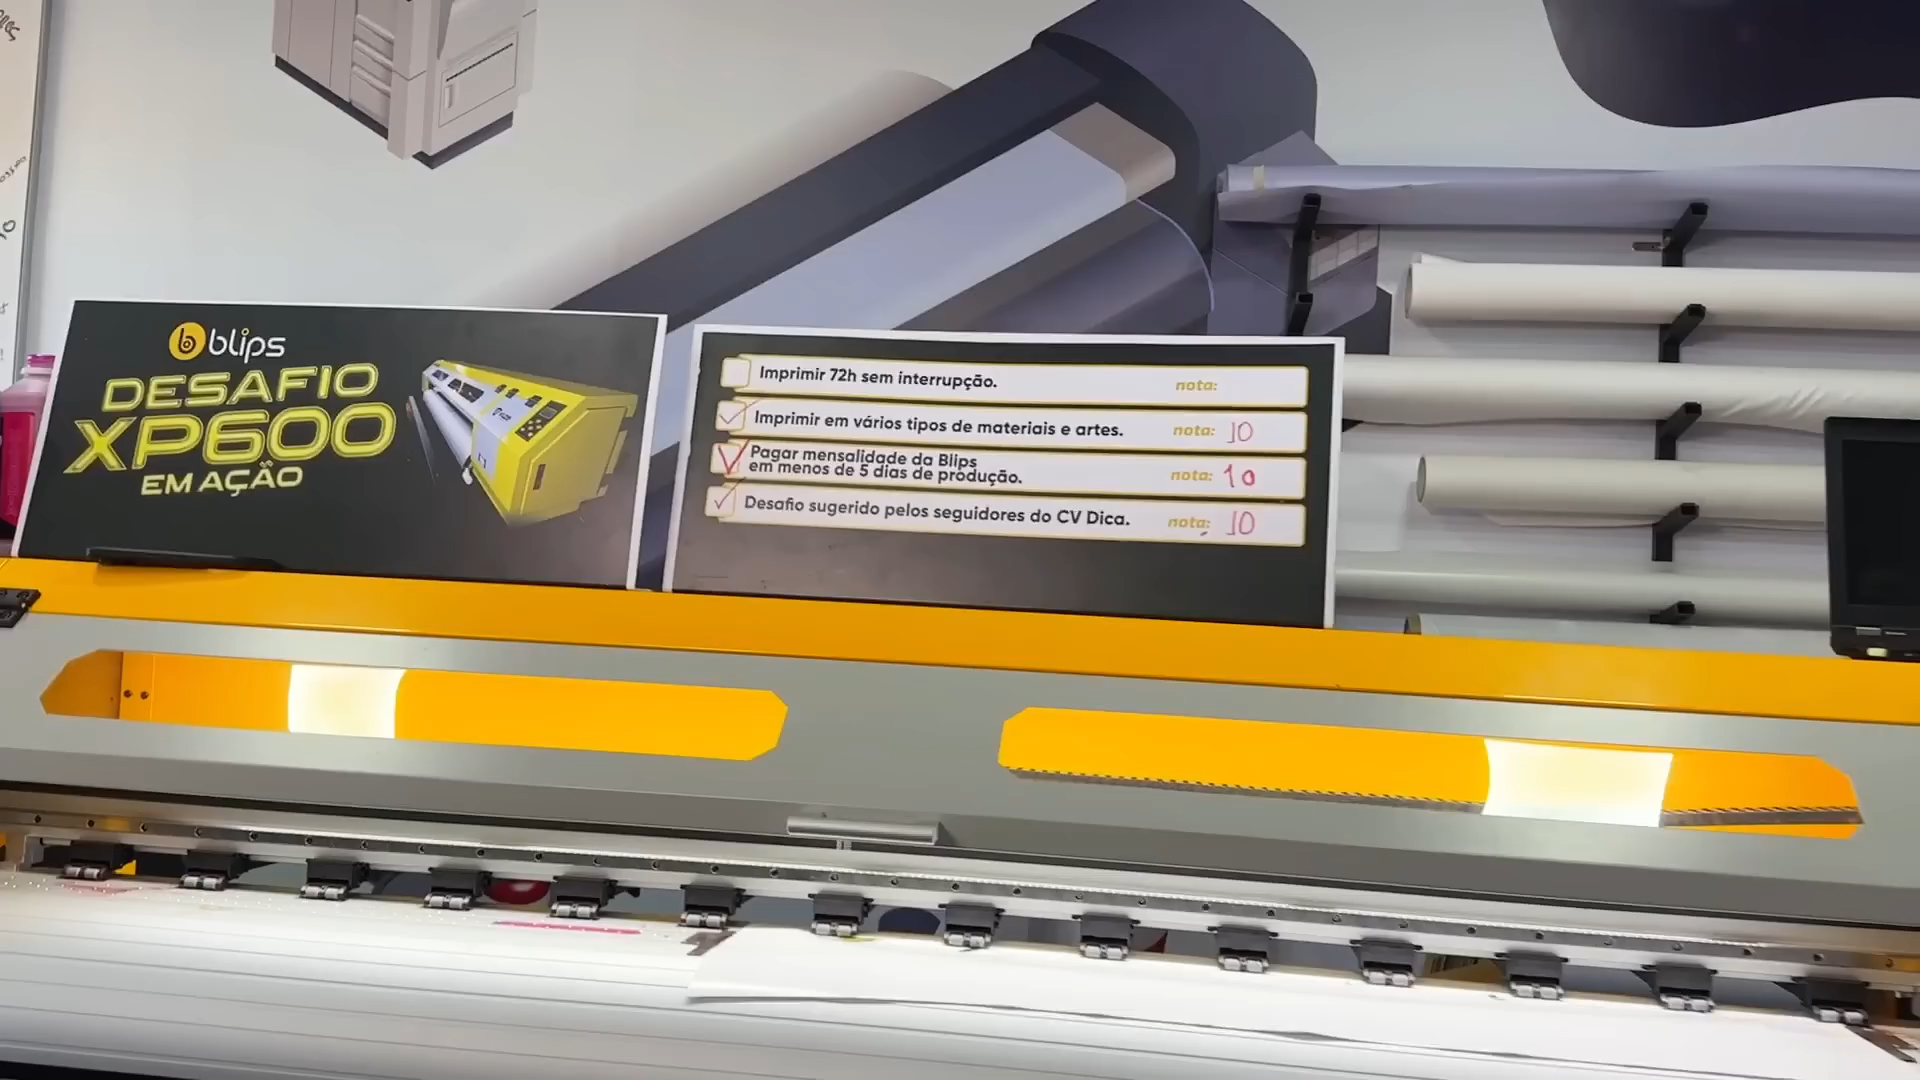 blips
DESAFIO
XP600
EM AÇÃO
Imprimir 72h sem interrupção. nota:
Imprimir em vários tipos de materiais e artes. nota: 10
Pagar mensalidade da Blips
em menos de 5 dias de produção. nota: 10
Desafio sugerido pelos seguidores do CV Dica. nota: 10